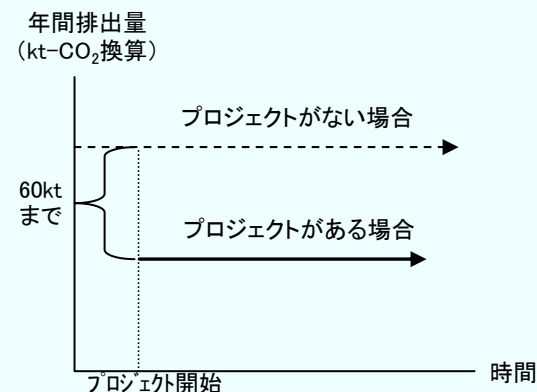 年間排出量
(kt-CO₂換算)
プロジェクトがない場合
60kt
まで
プロジェクトがある場合
時間
プロジェクト開始